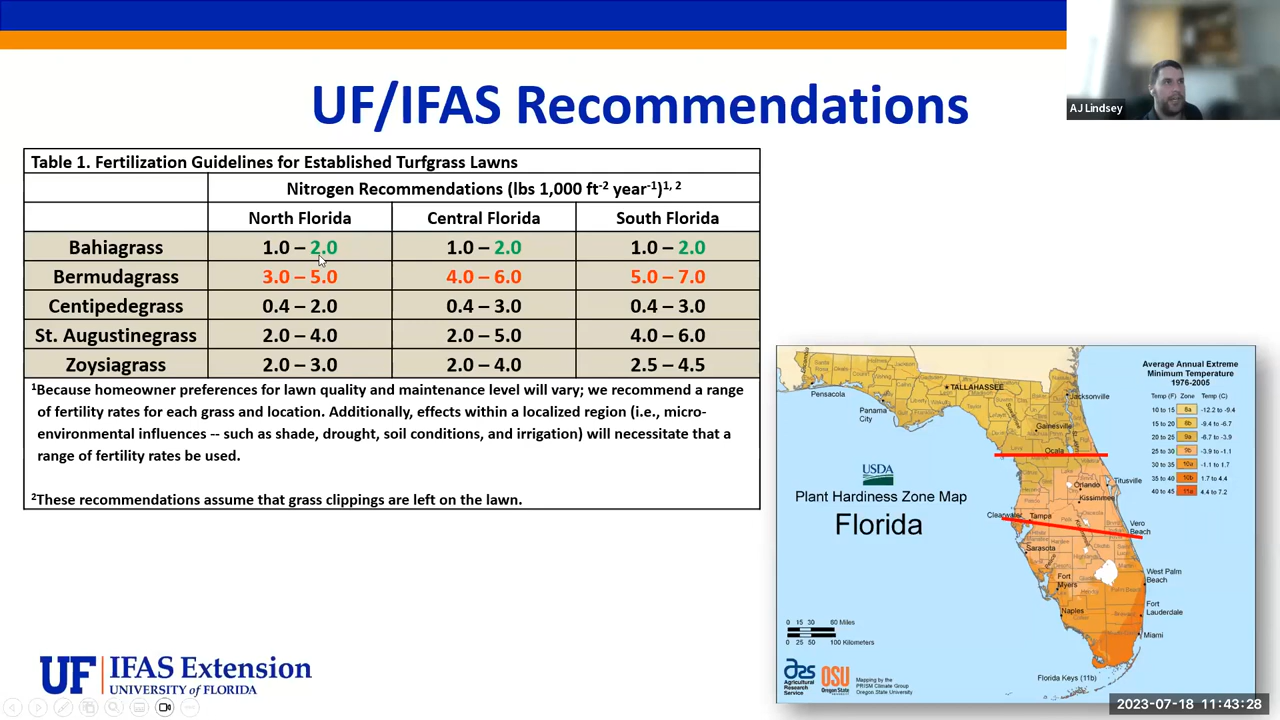 UF/IFAS Recommendations
AJ Lindsey
Table 1. Fertilization Guidelines for Established Turfgrass Lawns
Nitrogen Recommendations (lbs 1,000 ft-2 year-1)1, 2
North Florida Central Florida South Florida
Bahiagrass 1.0 – 2.0 1.0 – 2.0 1.0 – 2.0
Bermudagrass 3.0 – 5.0 4.0 – 6.0 5.0 – 7.0
Centipedegrass 0.4 – 2.0 0.4 – 3.0 0.4 – 3.0
St. Augustinegrass 2.0 – 4.0 2.0 – 5.0 4.0 – 6.0
Zoysiagrass 2.0 – 3.0 2.0 – 4.0 2.5 – 4.5
1Because homeowner preferences for lawn quality and maintenance level will vary; we recommend a range
of fertility rates for each grass and location. Additionally, effects within a localized region (i.e., micro-
environmental influences -- such as shade, drought, soil conditions, and irrigation) will necessitate that a
range of fertility rates be used.
2These recommendations assume that grass clippings are left on the lawn.
Average Annual Extreme
Minimum Temperature
1976-2005
Temp (F) Zone Temp (C)
10 to 15 8a -12.2 to -9.4
15 to 20 8b -9.4 to -6.7
20 to 25 9a -6.7 to -3.9
25 to 30 9b -3.9 to -1.1
30 to 35 10a -1.1 to 1.7
35 to 40 10b 1.7 to 4.4
40 to 45 11a 4.4 to 7.2
TALLAHASSEE
Pensacola
Panama
City
Jacksonville
Gainesville
Ocala
Orlando
Titusville
Kissimmee
Clearwater
Tampa
Vero
Beach
Sarasota
Fort
Myers
West Palm
Beach
Naples
Fort
Lauderdale
Miami
Florida Keys (11b)
USDA
Plant Hardiness Zone Map
Florida
0 15 30 60 Miles
0 25 50 100 Kilometers
Agricultural
Research
Service
OSU
Oregon State
University
Mapping by the
PRISM Climate Group
Oregon State University
UF IFAS Extension
UNIVERSITY of FLORIDA
2023-07-18 11:43:28